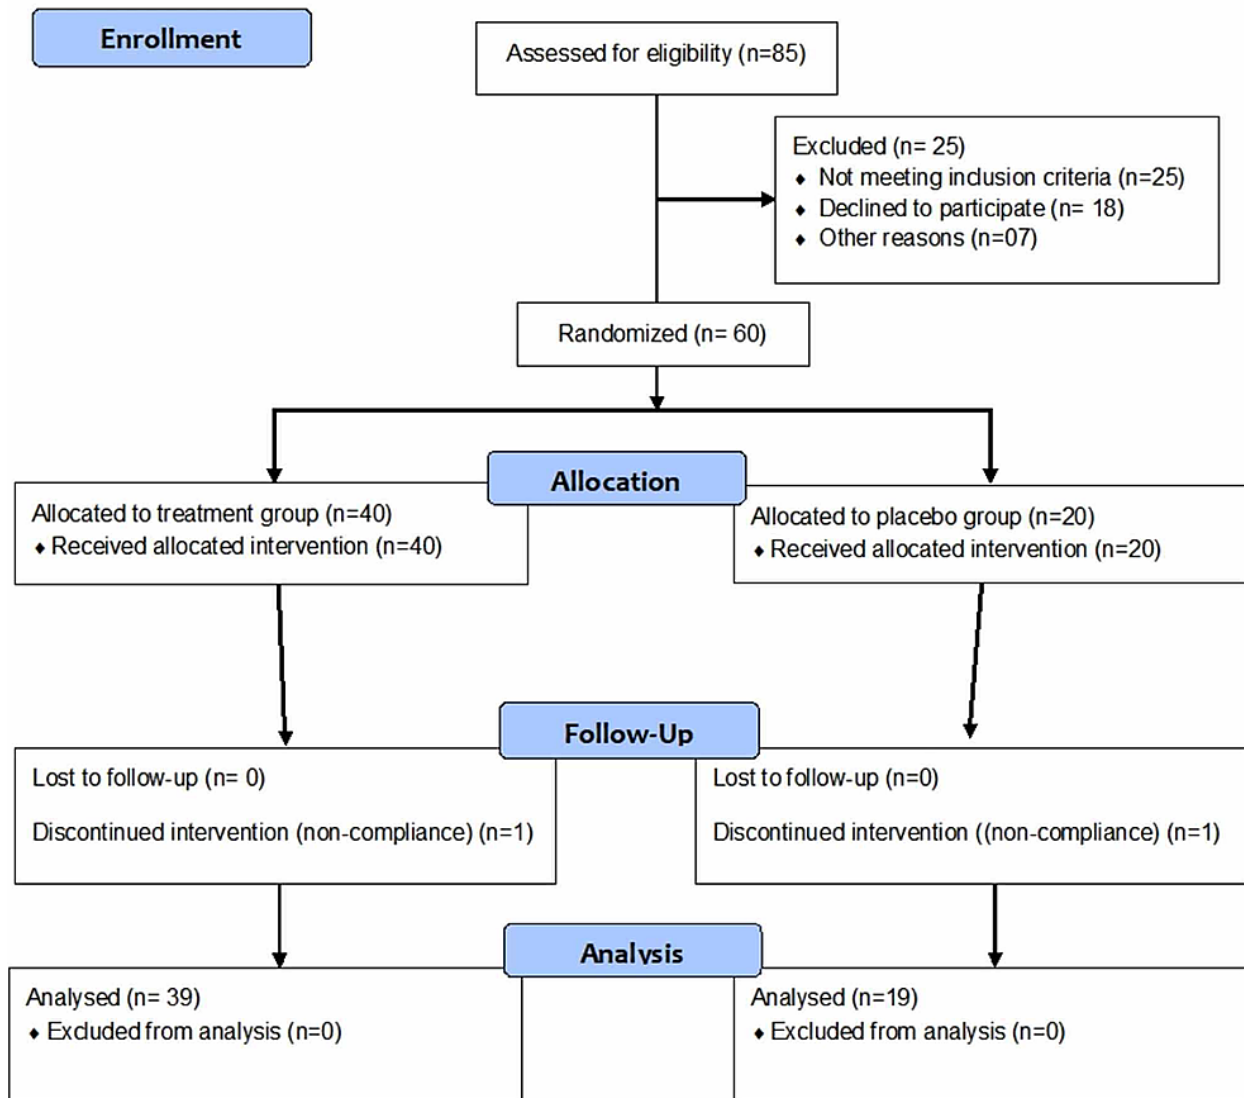 Enrollment
Assessed for eligibility (n=85)
Excluded (n= 25)
♦ Not meeting inclusion criteria (n=25)
♦ Declined to participate (n= 18)
♦ Other reasons (n=07)
Randomized (n= 60)
Allocation
Allocated to treatment group (n=40)
♦ Received allocated intervention (n=40)
Allocated to placebo group (n=20)
♦ Received allocated intervention (n=20)
Follow-Up
Lost to follow-up (n= 0)
Discontinued intervention (non-compliance) (n=1)
Lost to follow-up (n=0)
Discontinued intervention ((non-compliance) (n=1)
Analysis
Analysed (n= 39)
♦ Excluded from analysis (n=0)
Analysed (n=19)
♦ Excluded from analysis (n=0)